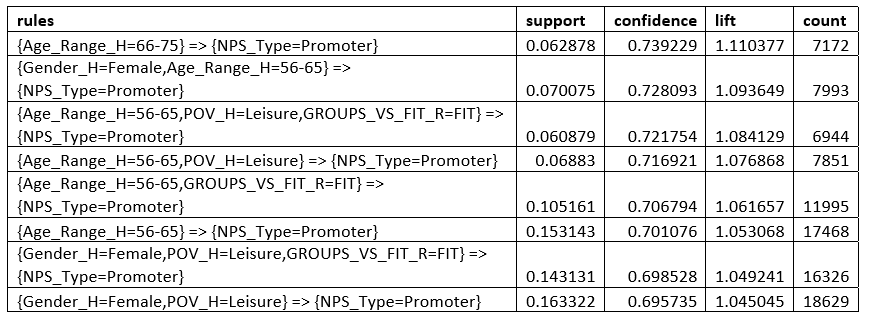 rules support confidence lift count
{Age_Range_H=66-75} => {NPS_Type=Promoter} 0.062878 0.739229 1.110377 7172
{Gender_H=Female,Age_Range_H=56-65} =>
{NPS_Type=Promoter} 0.070075 0.728093 1.093649 7993
{Age_Range_H=56-65,POV_H=Leisure,GROUPS_VS_FIT_R=FIT} =>
{NPS_Type=Promoter} 0.060879 0.721754 1.084129 6944
{Age_Range_H=56-65,POV_H=Leisure} => {NPS_Type=Promoter} 0.06883 0.716921 1.076868 7851
{Age_Range_H=56-65,GROUPS_VS_FIT_R=FIT} =>
{NPS_Type=Promoter} 0.105161 0.706794 1.061657 11995
{Age_Range_H=56-65} => {NPS_Type=Promoter} 0.153143 0.701076 1.053068 17468
{Gender_H=Female,POV_H=Leisure,GROUPS_VS_FIT_R=FIT} =>
{NPS_Type=Promoter} 0.143131 0.698528 1.049241 16326
{Gender_H=Female,POV_H=Leisure} => {NPS_Type=Promoter} 0.163322 0.695735 1.045045 18629